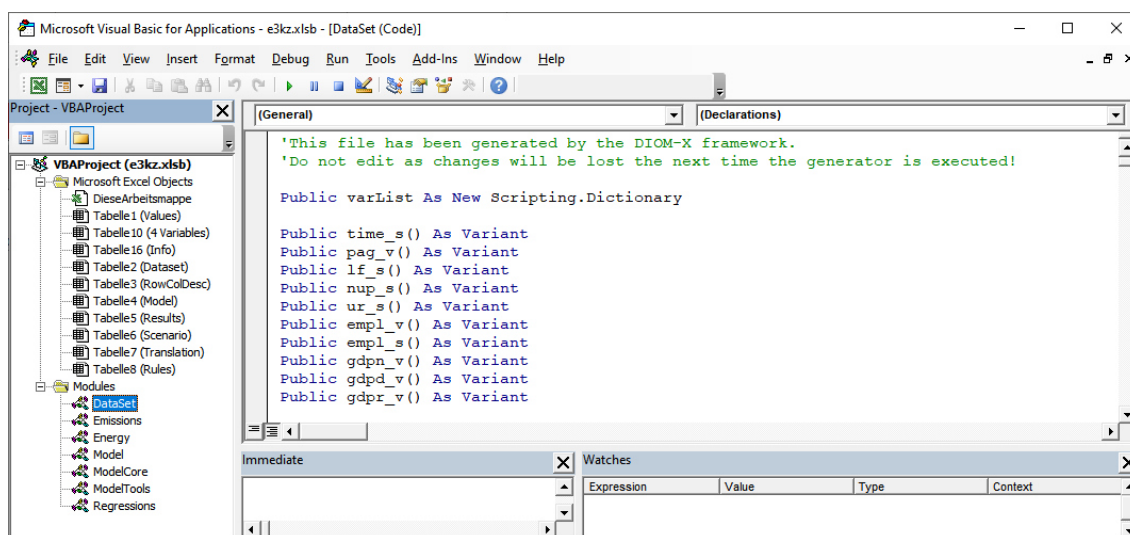 Microsoft Visual Basic for Applications - e3kz.xlsb - [DataSet (Code)]
File Edit View Insert Format Debug Run Tools Add-Ins Window Help
Project - VBAProject
(General)
(Declarations)
VBAProject (e3kz.xlsb)
Microsoft Excel Objects
DieseArbeitsmappe
Tabelle1 (Values)
Tabelle10 (4 Variables)
Tabelle16 (Info)
Tabelle2 (Dataset)
Tabelle3 (RowColDesc)
Tabelle4 (Model)
Tabelle5 (Results)
Tabelle6 (Scenario)
Tabelle7 (Translation)
Tabelle8 (Rules)
Modules
DataSet
Emissions
Energy
Model
ModelCore
ModelTools
Regressions
'This file has been generated by the DIOM-X framework.
'Do not edit as changes will be lost the next time the generator is executed!
Public varList As New Scripting.Dictionary
Public time_s() As Variant
Public pag_v() As Variant
Public lf_s() As Variant
Public nup_s() As Variant
Public ur_s() As Variant
Public empl_v() As Variant
Public empl_s() As Variant
Public gdpn_v() As Variant
Public gdpd_v() As Variant
Public gdpr_v() As Variant
Immediate
Watches
Expression Value Type Context